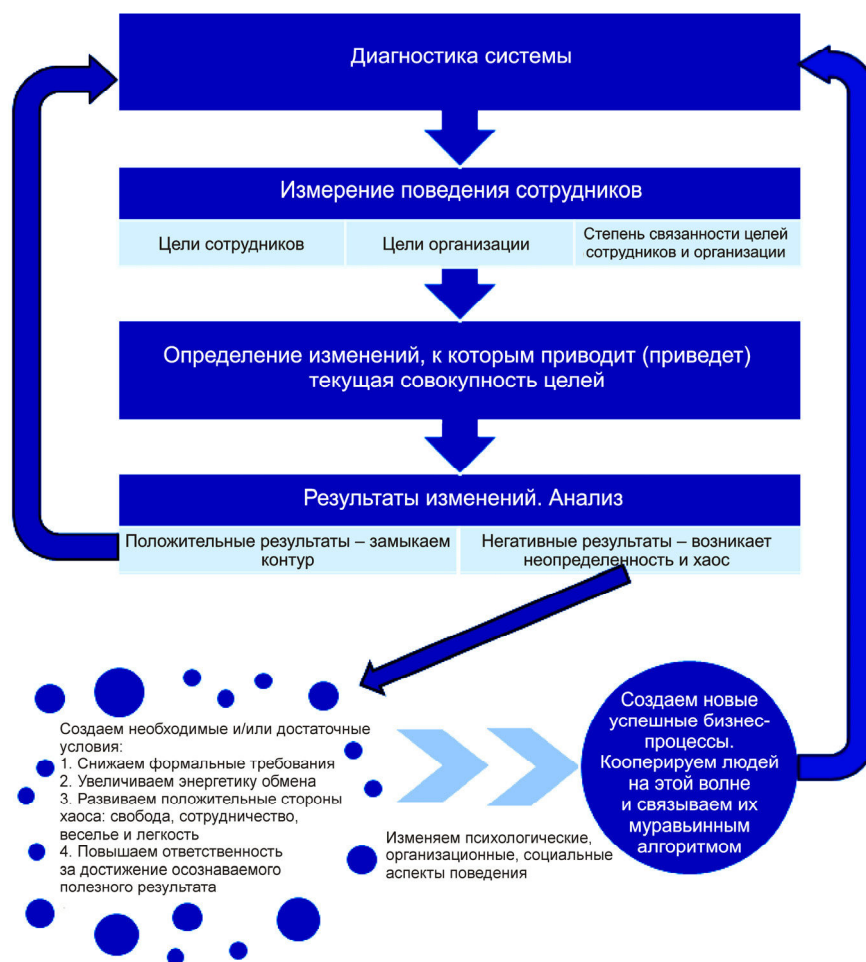 Диагностика системы
Измерение поведения сотрудников
Цели сотрудников
Цели организации
Степень связанности целей
сотрудников и организации
Определение изменений, к которым приводит (приведет)
текущая совокупность целей
Результаты изменений. Анализ
Положительные результаты – замыкаем
контур
Негативные результаты – возникает
неопределенность и хаос
Создаем необходимые и/или достаточные
условия:
1. Снижаем формальные требования
2. Увеличиваем энергетику обмена
3. Развиваем положительные стороны
хаоса: свобода, сотрудничество,
веселье и легкость
4. Повышаем ответственность
за достижение осознаваемого
полезного результата
Изменяем психологические,
организационные, социальные
аспекты поведения
Создаем новые
успешные бизнес-
процессы.
Кооперируем людей
на этой волне
и связываем их
муравьинным
алгоритмом